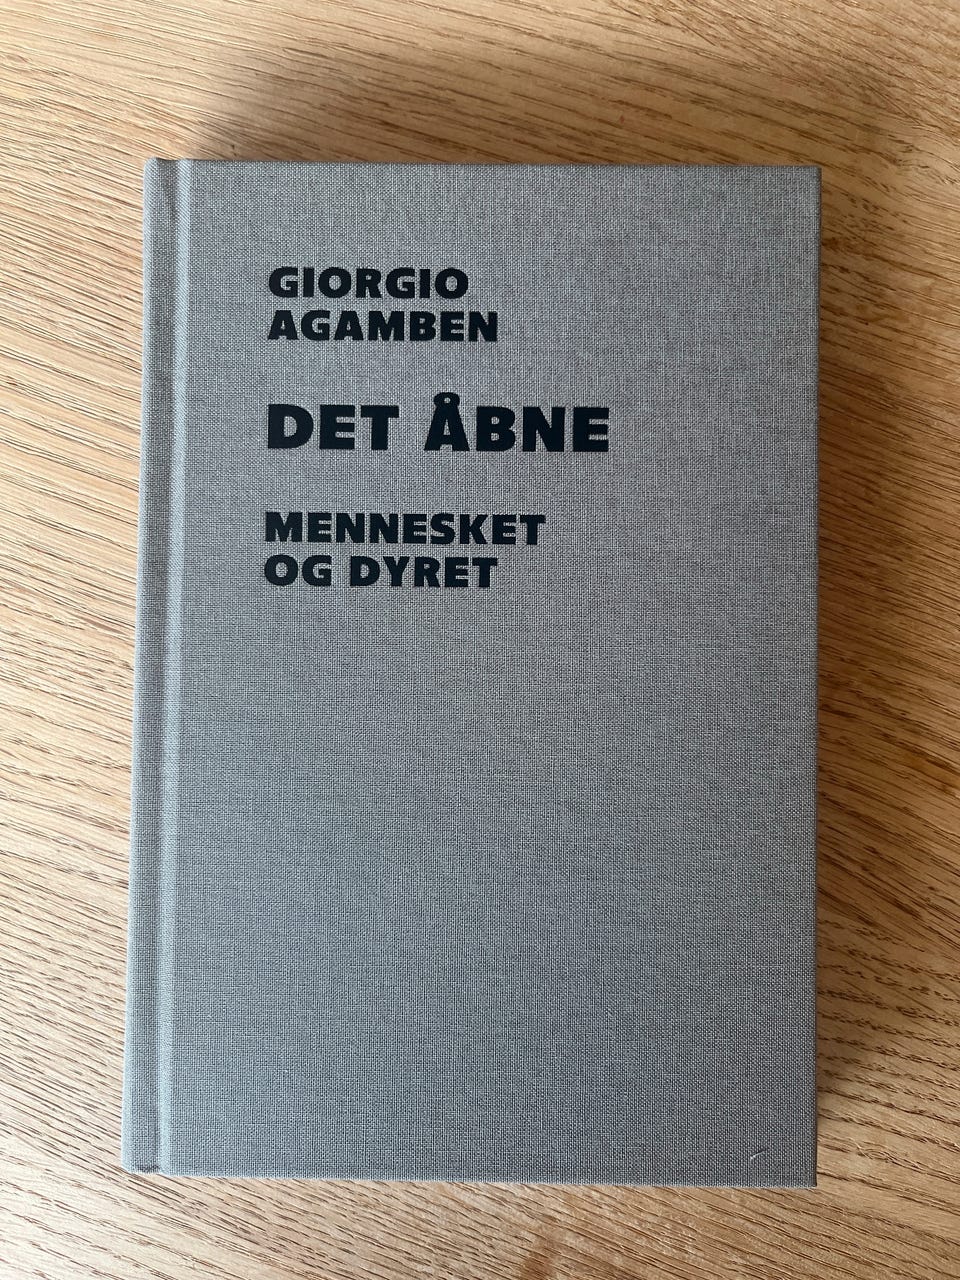 GIORGIO
AGAMBEN
DET ÅBNE
MENNESKET
OG DYRET